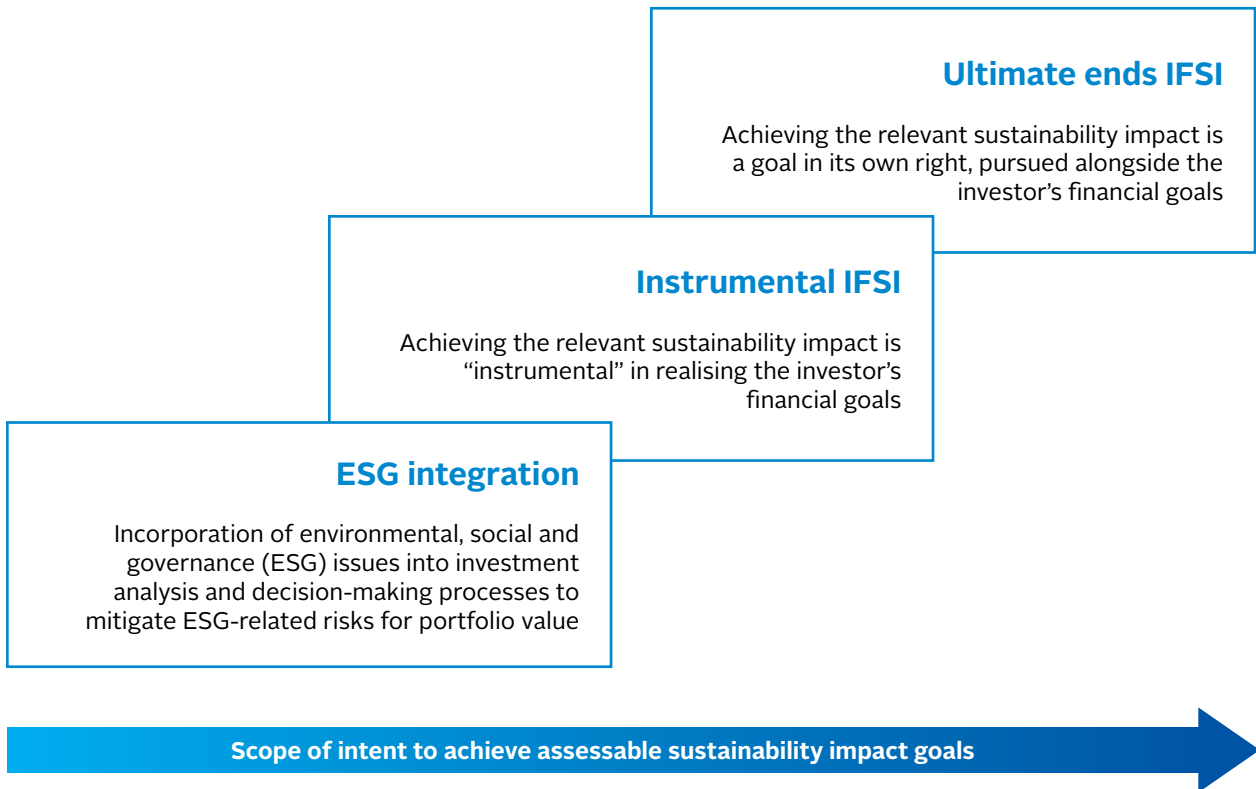 Ultimate ends IFSI
Achieving the relevant sustainability impact is
a goal in its own right, pursued alongside the
investor’s financial goals
Instrumental IFSI
Achieving the relevant sustainability impact is
“instrumental” in realising the investor’s
financial goals
ESG integration
Incorporation of environmental, social and
governance (ESG) issues into investment
analysis and decision-making processes to
mitigate ESG-related risks for portfolio value
Scope of intent to achieve assessable sustainability impact goals